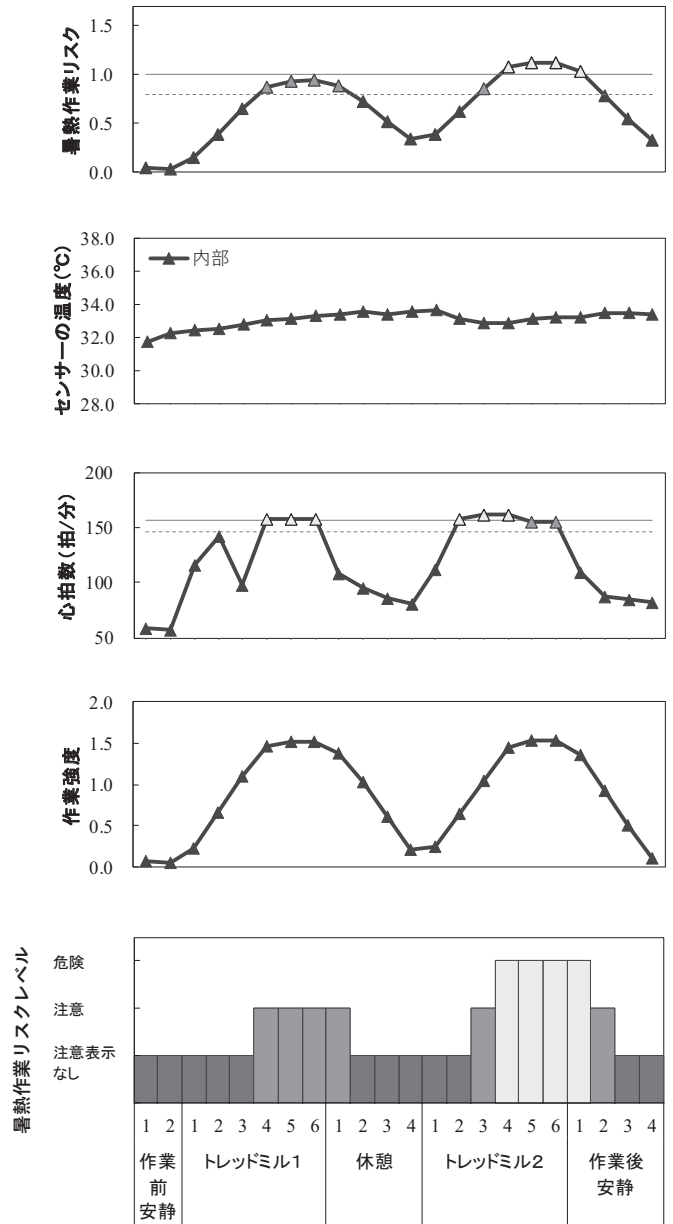 暑熱作業リスク
1.5
1.0
0.5
0.0
センサーの温度(℃)
38.0
36.0
34.0
32.0
30.0
28.0
内部
心拍数(拍/分)
200
150
100
50
作業強度
2.0
1.5
1.0
0.5
0.0
暑熱作業リスクレベル
危険
注意
注意表示
なし
1 2 1 2 3 4 5 6 1 2 3 4 1 2 3 4 5 6 1 2 3 4
作業 トレッドミル1 休憩 トレッドミル2 作業後
前 安静
安静